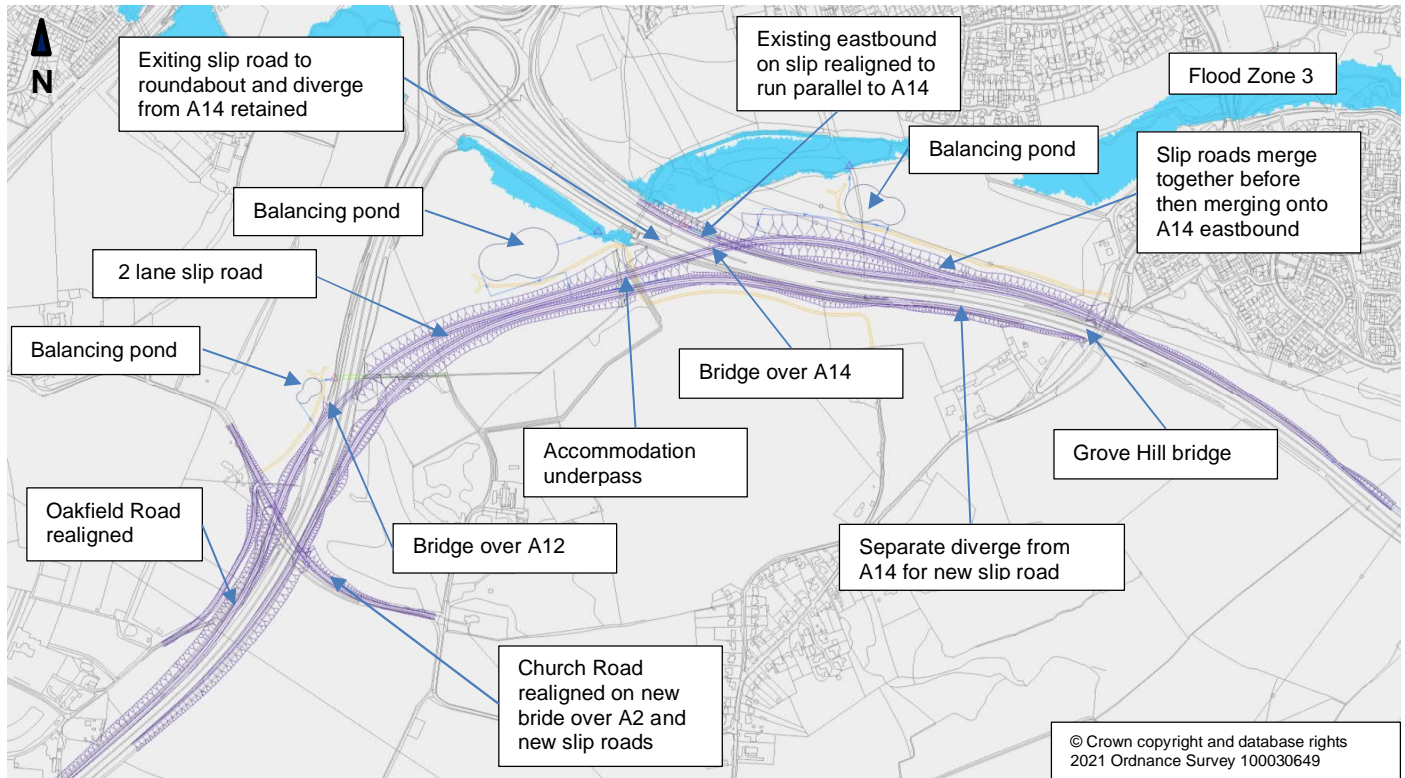 N
Exiting slip road to
roundabout and diverge
from A14 retained
Existing eastbound
on slip realigned to
run parallel to A14
Flood Zone 3
Balancing pond
Slip roads merge
together before
then merging onto
A14 eastbound
Balancing pond
2 lane slip road
Balancing pond
Bridge over A14
Accommodation
underpass
Grove Hill bridge
Oakfield Road
realigned
Bridge over A12
Separate diverge from
A14 for new slip road
Church Road
realigned on new
bride over A2 and
new slip roads
© Crown copyright and database rights
2021 Ordnance Survey 100030649